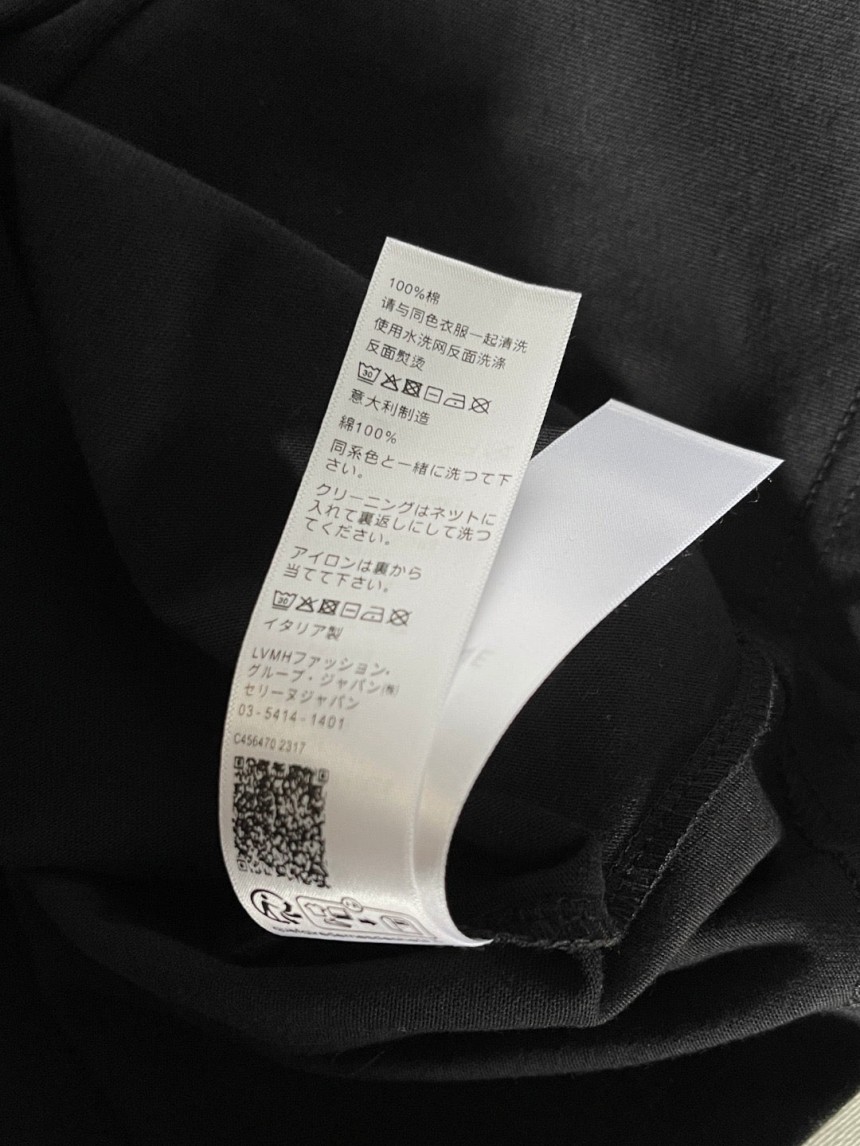 100%棉
请与同色衣服一起清洗
使用水洗网反面洗涤
反面熨烫
30
意大利制造
綿100%
同系色と一緒に洗つて下
さい。
クリーニングはネツトに
入れて裏返しにして洗つ
てください。
アイロンは裏から
当てて下さい。
30
イタリア製
LVMHファッション・
グループ・ジャパン㈱
セリーヌジャパン
03-5414-1401
C456470 2317